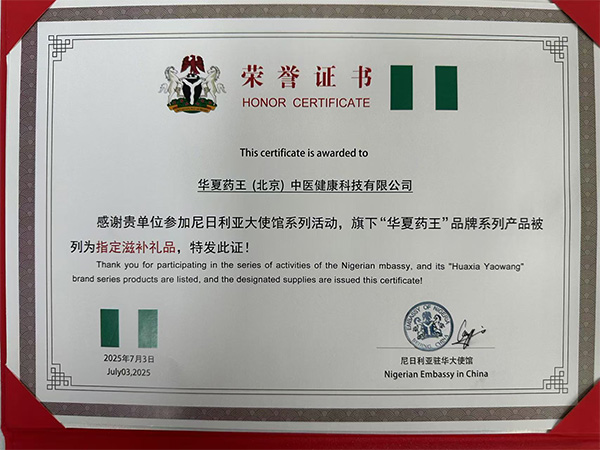 荣誉证书
HONOR CERTIFICATE
This certificate is awarded to
华夏药王 (北京) 中医健康科技有限公司
感谢贵单位参加尼日利亚大使馆系列活动，旗下“华夏药王”品牌系列产品被
列为指定滋补礼品，特发此证！
Thank you for participating in the series of activities of the Nigerian mbassy, and its "Huaxia Yaowang"
brand series products are listed, and the designated supplies are issued this certificate!
EMBASSY OF NIGERIA
BEIJING, CHINA
2025年7月3日
July03,2025
尼日利亚驻华大使馆
Nigerian Embassy in China